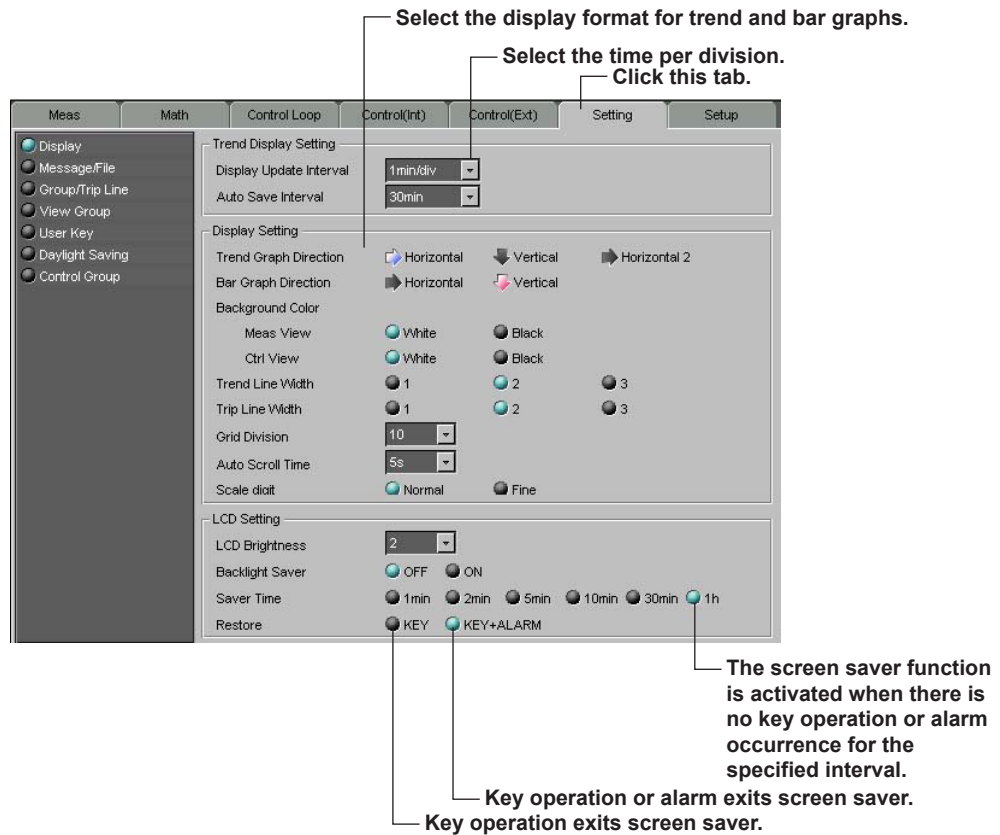 Select the display format for trend and bar graphs.
Select the time per division.
Click this tab.
Meas Math Control Loop Control(Int) Control(Ext) Setting Setup
Display
Message/File
Group/Trip Line
View Group
User Key
Daylight Saving
Control Group
Trend Display Setting
Display Update Interval 1min/div
Auto Save Interval 30min
Display Setting
Trend Graph Direction Horizontal Vertical Horizontal 2
Bar Graph Direction Horizontal Vertical
Background Color
Meas View White Black
Ctrl View White Black
Trend Line Width 1 2 3
Trip Line Width 1 2 3
Grid Division 10
Auto Scroll Time 5s
Scale digit Normal Fine
LCD Setting
LCD Brightness 2
Backlight Saver OFF ON
Saver Time 1min 2min 5min 10min 30min 1h
Restore KEY KEY+ALARM
The screen saver function
is activated when there is
no key operation or alarm
occurrence for the
specified interval.
Key operation or alarm exits screen saver.
Key operation exits screen saver.